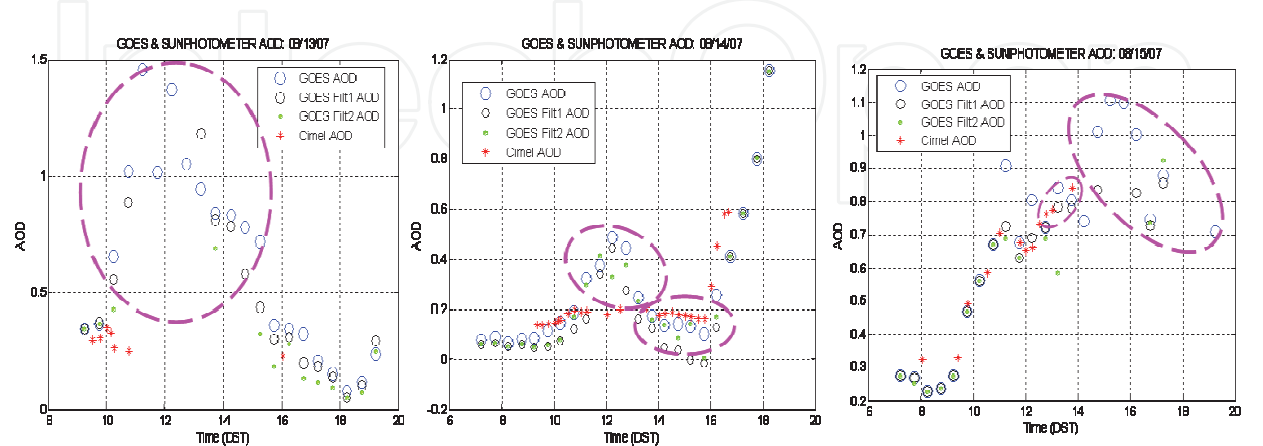 GOES & SUNPHOTOMETER AOD: 08/13/07
1.5
1
0.5
0
AOD
GOES AOD
GOES Filt1 AOD
GOES Filt2 AOD
Cimel AOD
6 8 10 12 14 16 18 20
Time (DST)
GOES & SUNPHOTOMETER AOD: 08/14/07
1.2
1
0.8
0.6
0.4
0.2
0
-0.2
AOD
GOES AOD
GOES Filt1 AOD
GOES Filt2 AOD
Cimel AOD
6 8 10 12 14 16 18 20
Time (DST)
GOES & SUNPHOTOMETER AOD: 08/15/07
1.2
1.1
1
0.9
0.8
0.7
0.6
0.5
0.4
0.3
0.2
AOD
GOES AOD
GOES Filt1 AOD
GOES Filt2 AOD
Cimel AOD
6 8 10 12 14 16 18 20
Time (DST)